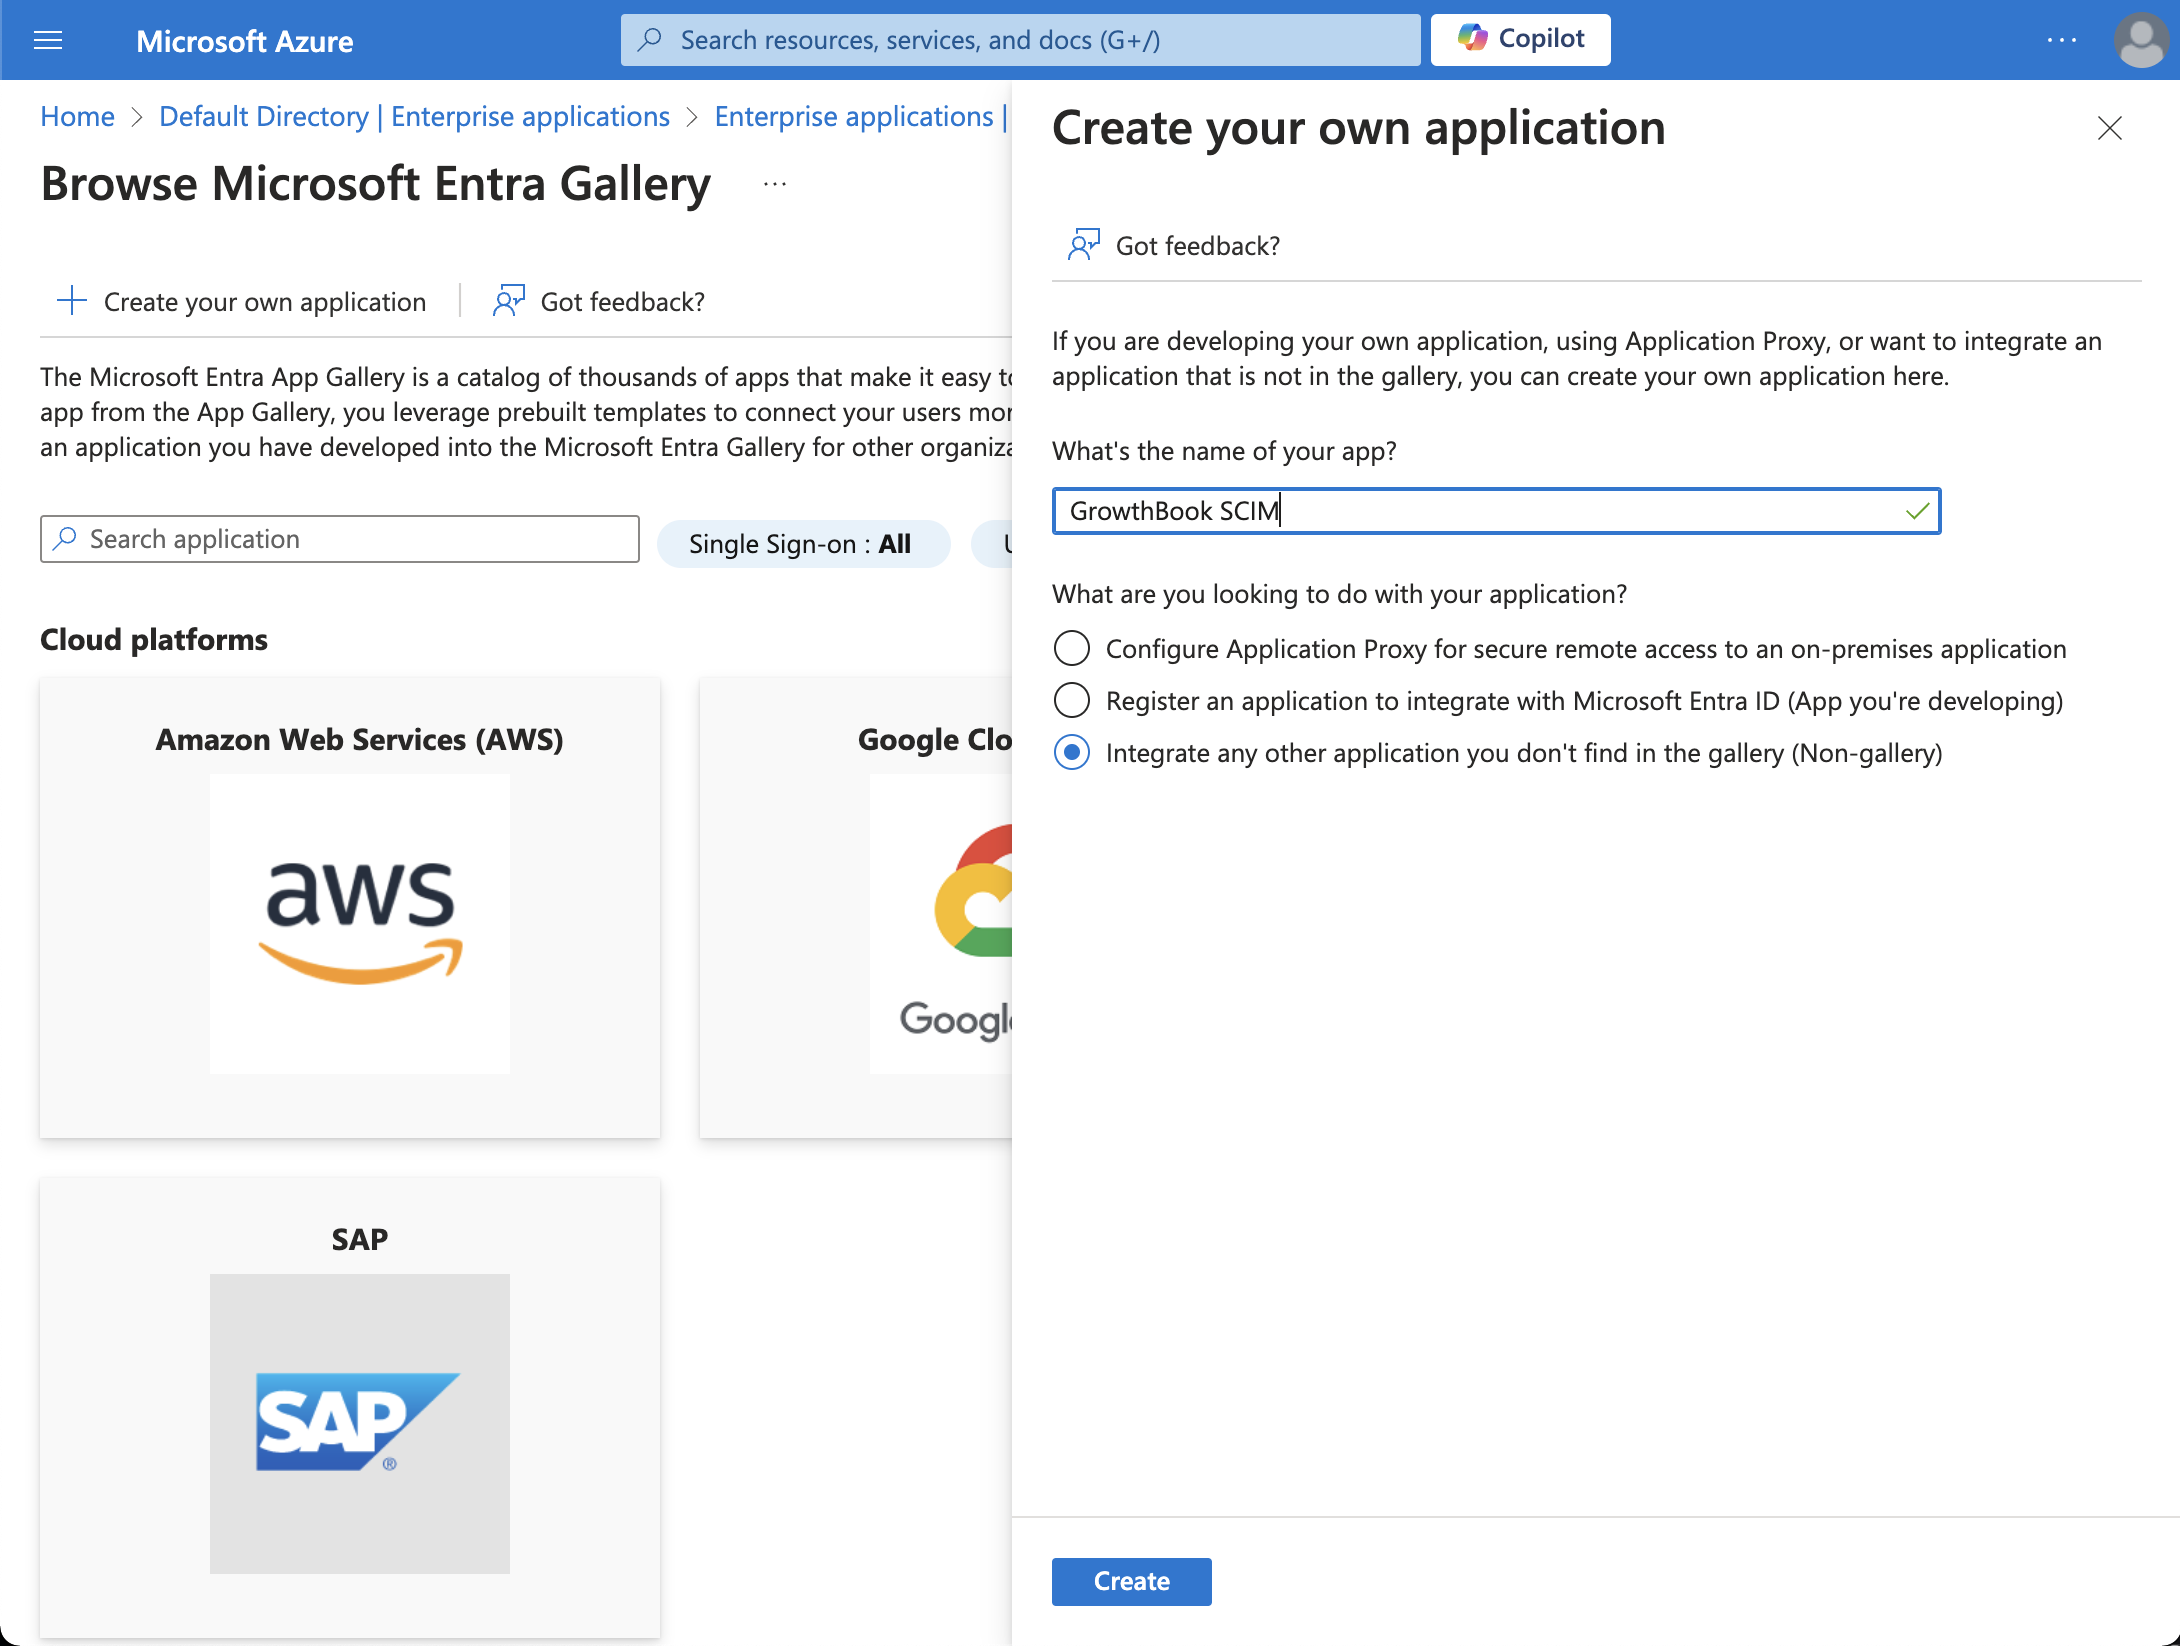 Microsoft Azure
Search resources, services, and docs (G+/)
Copilot
Home > Default Directory | Enterprise applications > Enterprise applications |
Browse Microsoft Entra Gallery ...
Create your own application
Got feedback?
The Microsoft Entra App Gallery is a catalog of thousands of apps that make it easy
app from the App Gallery, you leverage prebuilt templates to connect your users
an application you have developed into the Microsoft Entra Gallery for other
Search application
Single Sign-on : All
Cloud platforms
Amazon Web Services (AWS)
aws
Google
Google
SAP
SAP®
Create your own application
Got feedback?
If you are developing your own application, using Application Proxy, or want to integrate an
application that is not in the gallery, you can create your own application here.
What's the name of your app?
GrowthBook SCIM
What are you looking to do with your application?
Configure Application Proxy for secure remote access to an on-premises application
Register an application to integrate with Microsoft Entra ID (App you're developing)
Integrate any other application you don't find in the gallery (Non-gallery)
Create